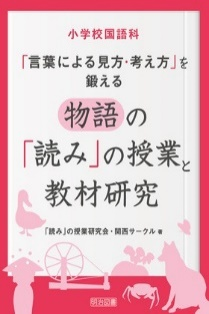 小学校国語科
「言葉による見方・考え方」を
鍛える
物語の
「読み」の授業と
教材研究
「読み」の授業研究会・関西サークル 著
明治図書